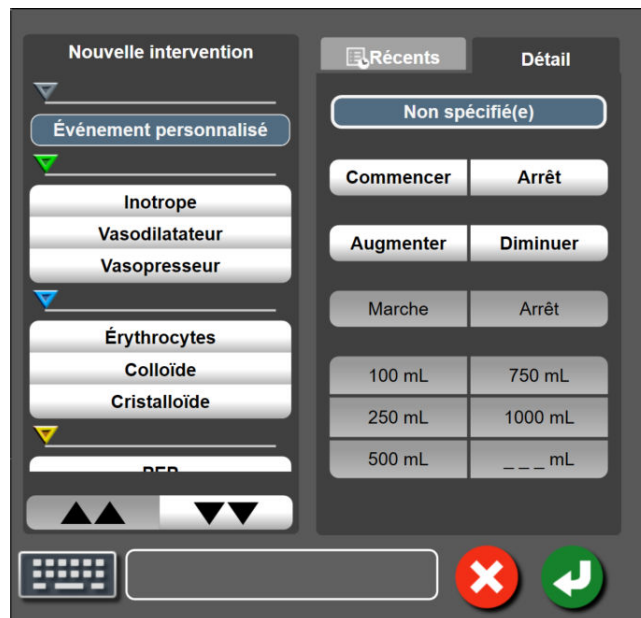 Nouvelle intervention
Événement personnalisé
Inotrope
Vasodilatateur
Vasopresseur
Érythrocytes
Colloïde
Cristalloïde
PEP
Récents
Détail
Non spécifié(e)
Commencer
Arrêt
Augmenter
Diminuer
Marche
Arrêt
100 mL
750 mL
250 mL
1000 mL
500 mL
_ _ _ mL